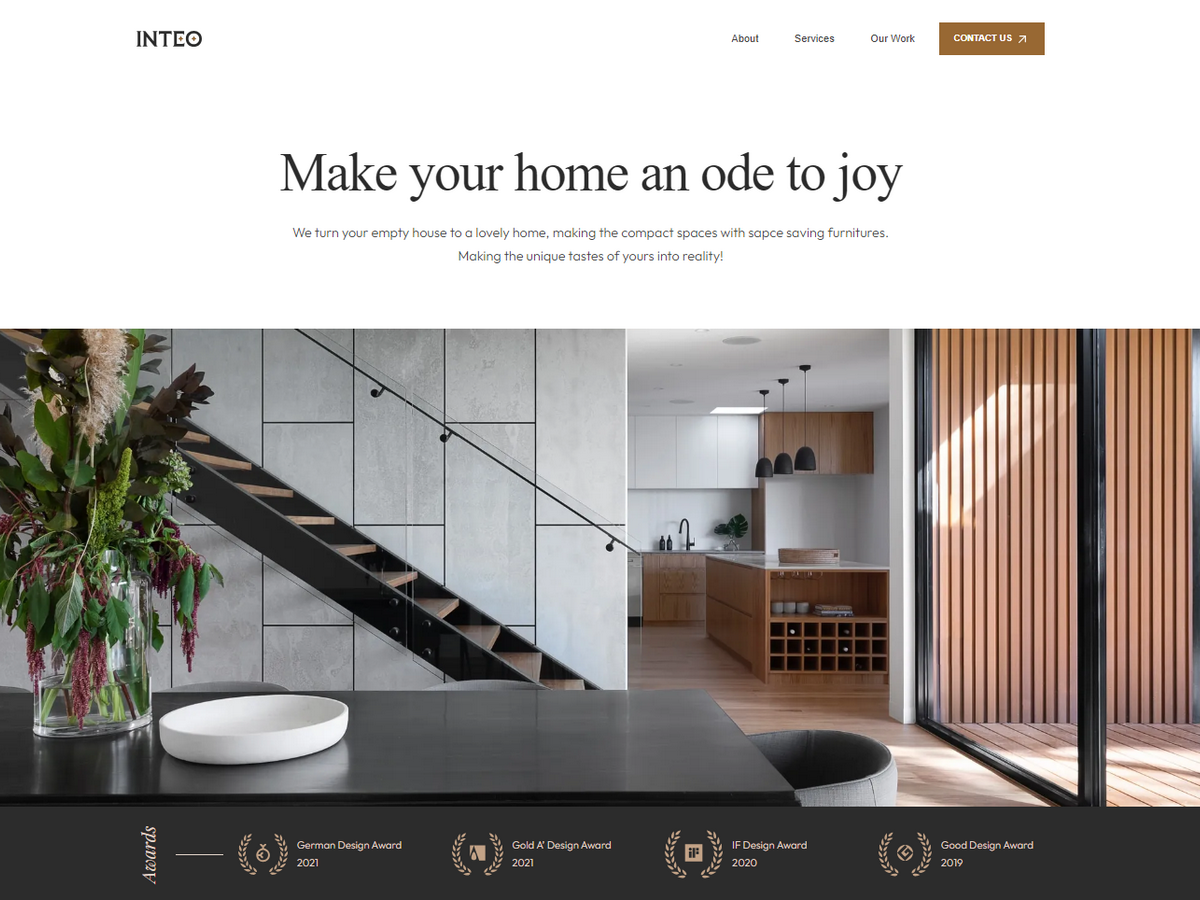 INTEO
About
Services
Our Work
CONTACT US
Make your home an ode to joy
We turn your empty house to a lovely home, making the compact spaces with sapce saving furnitures.
Making the unique tastes of yours into reality!
Awards
German Design Award
2021
Gold A' Design Award
2021
iF
IF Design Award
2020
Good Design Award
2019